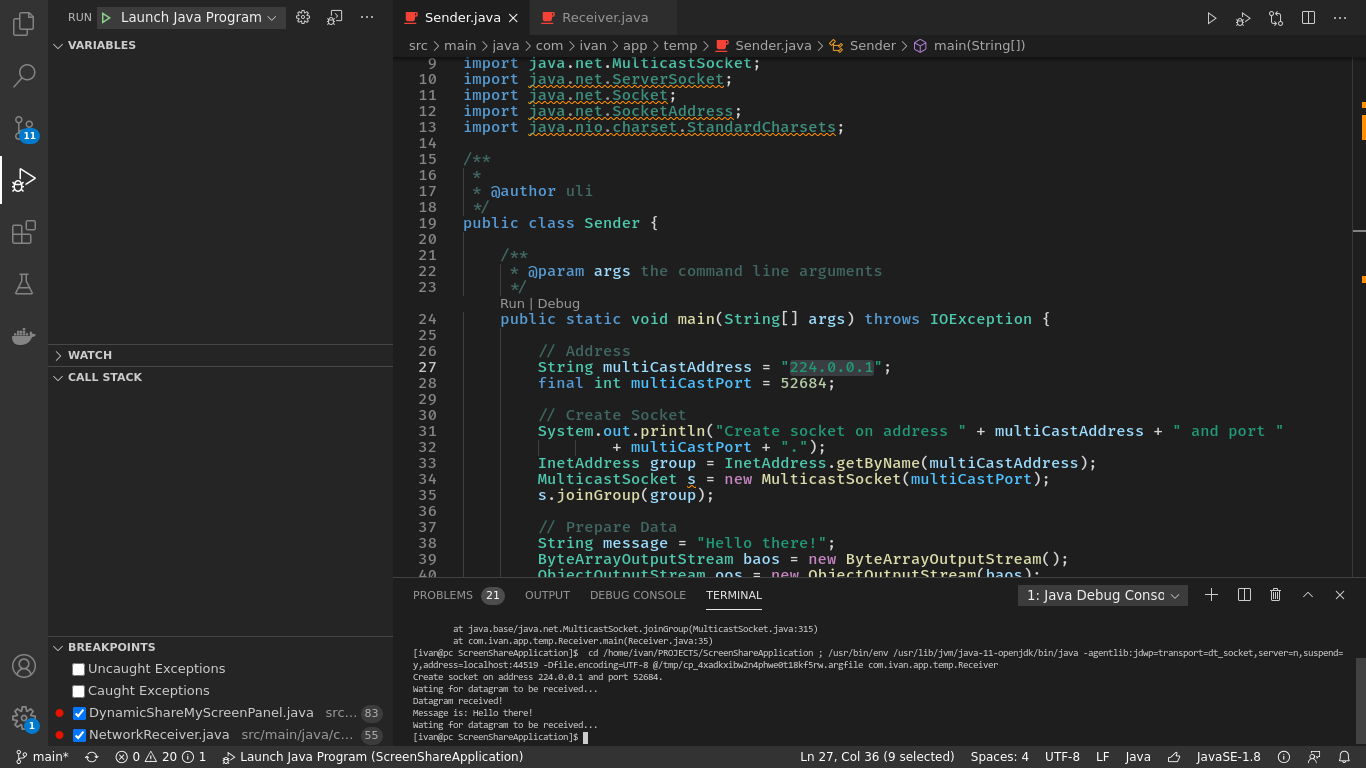 RUN Launch Java Program
VARIABLES
11
WATCH
CALL STACK
BREAKPOINTS
Uncaught Exceptions
Caught Exceptions
DynamicShareMyScreenPanel.java src... 83
NetworkReceiver.java src/main/java/c... 55
1
Sender.java Receiver.java
src > main > java > com > ivan > app > temp > Sender.java > Sender > main(String[])
9 import java.net.MulticastSocket;
10 import java.net.ServerSocket;
11 import java.net.Socket;
12 import java.net.SocketAddress;
13 import java.nio.charset.StandardCharsets;
14
15 /**
16 *
17 * @author uli
18 */
19 public class Sender {
20
21 /**
22 * @param args the command line arguments
23 */
Run | Debug
24 public static void main(String[] args) throws IOException {
25
26 // Address
27 String multiCastAddress = "224.0.0.1";
28 final int multiCastPort = 52684;
29
30 // Create Socket
31 System.out.println("Create socket on address " + multiCastAddress + " and port "
32 + multiCastPort + ".");
33 InetAddress group = InetAddress.getByName(multiCastAddress);
34 MulticastSocket s = new MulticastSocket(multiCastPort);
35 s.joinGroup(group);
36
37 // Prepare Data
38 String message = "Hello there!";
39 ByteArrayOutputStream baos = new ByteArrayOutputStream();
40 ObjectOutputStream oos = new ObjectOutputStream(baos);
PROBLEMS 21 OUTPUT DEBUG CONSOLE TERMINAL 1: Java Debug Conso
at java.base/java.net.MulticastSocket.joinGroup(MulticastSocket.java:315)
at com.ivan.app.temp.Receiver.main(Receiver.java:35)
[ivan@pc ScreenShareApplication]$ cd /home/ivan/PROJECTS/ScreenShareApplication ; /usr/bin/env /usr/lib/jvm/java-11-openjdk/bin/java -agentlib:jdwp=transport=dt_socket,server=n,suspend=
y,address=localhost:44519 -Dfile.encoding=UTF-8 @/tmp/cp_4xadkxibw2n4phwe0t18kf5rw.argfile com.ivan.app.temp.Receiver
Create socket on address 224.0.0.1 and port 52684.
Wating for datagram to be received...
Datagram received!
Message is: Hello there!
Wating for datagram to be received...
[ivan@pc ScreenShareApplication]$
main* 0 20 1 Launch Java Program (ScreenShareApplication) Ln 27, Col 36 (9 selected) Spaces: 4 UTF-8 LF Java JavaSE-1.8